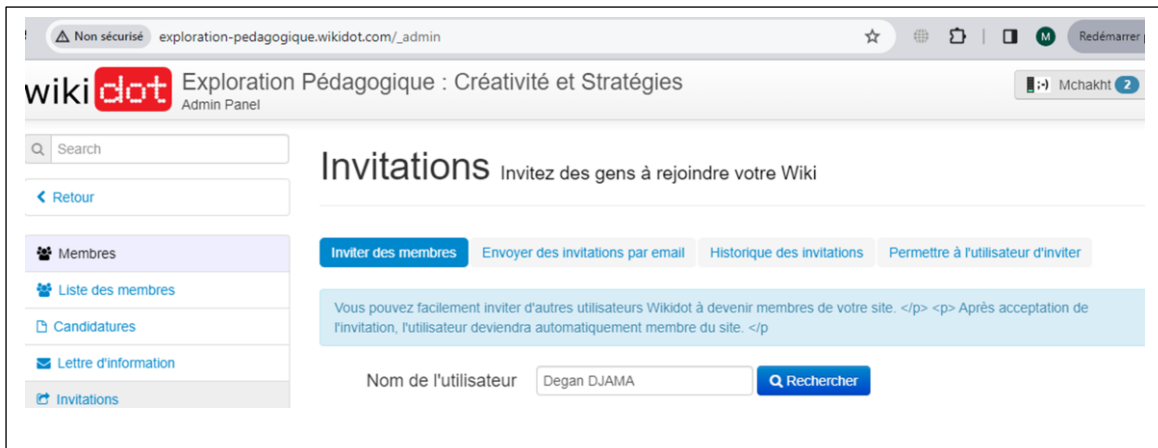 Non sécurisé exploration-pedagogique.wikidot.com/_admin M Redémarrer
wikidot Exploration Pédagogique : Créativité et Stratégies
Admin Panel
;-) Mchakht 2
Search
Retour
Membres
Liste des membres
Candidatures
Lettre d'information
Invitations
Invitations Invitez des gens à rejoindre votre Wiki
Inviter des membres Envoyer des invitations par email Historique des invitations Permettre à l'utilisateur d'inviter
Vous pouvez facilement inviter d'autres utilisateurs Wikidot à devenir membres de votre site. </p> <p> Après acceptation de
l'invitation, l'utilisateur deviendra automatiquement membre du site. </p
Nom de l'utilisateur Degan DJAMA Rechercher